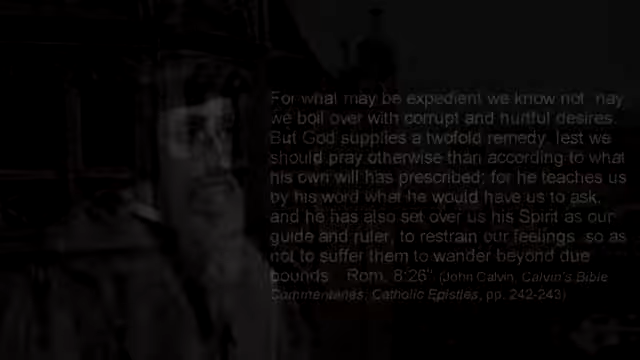 For what may be expedient we know not nay
we boil over with corrupt and hurtful desires.
But God supplies a twofold remedy, lest we
should pray otherwise than according to what
his own will has prescribed; for he teaches us
by his word what he would have us to ask,
and he has also set over us his Spirit as our
guide and ruler, to restrain our feelings, so as
not to suffer them to wander beyond due
bounds. Rom. 8:26" (John Calvin, Calvin's Bible
Commentaries: Catholic Epistles, pp. 242-243)